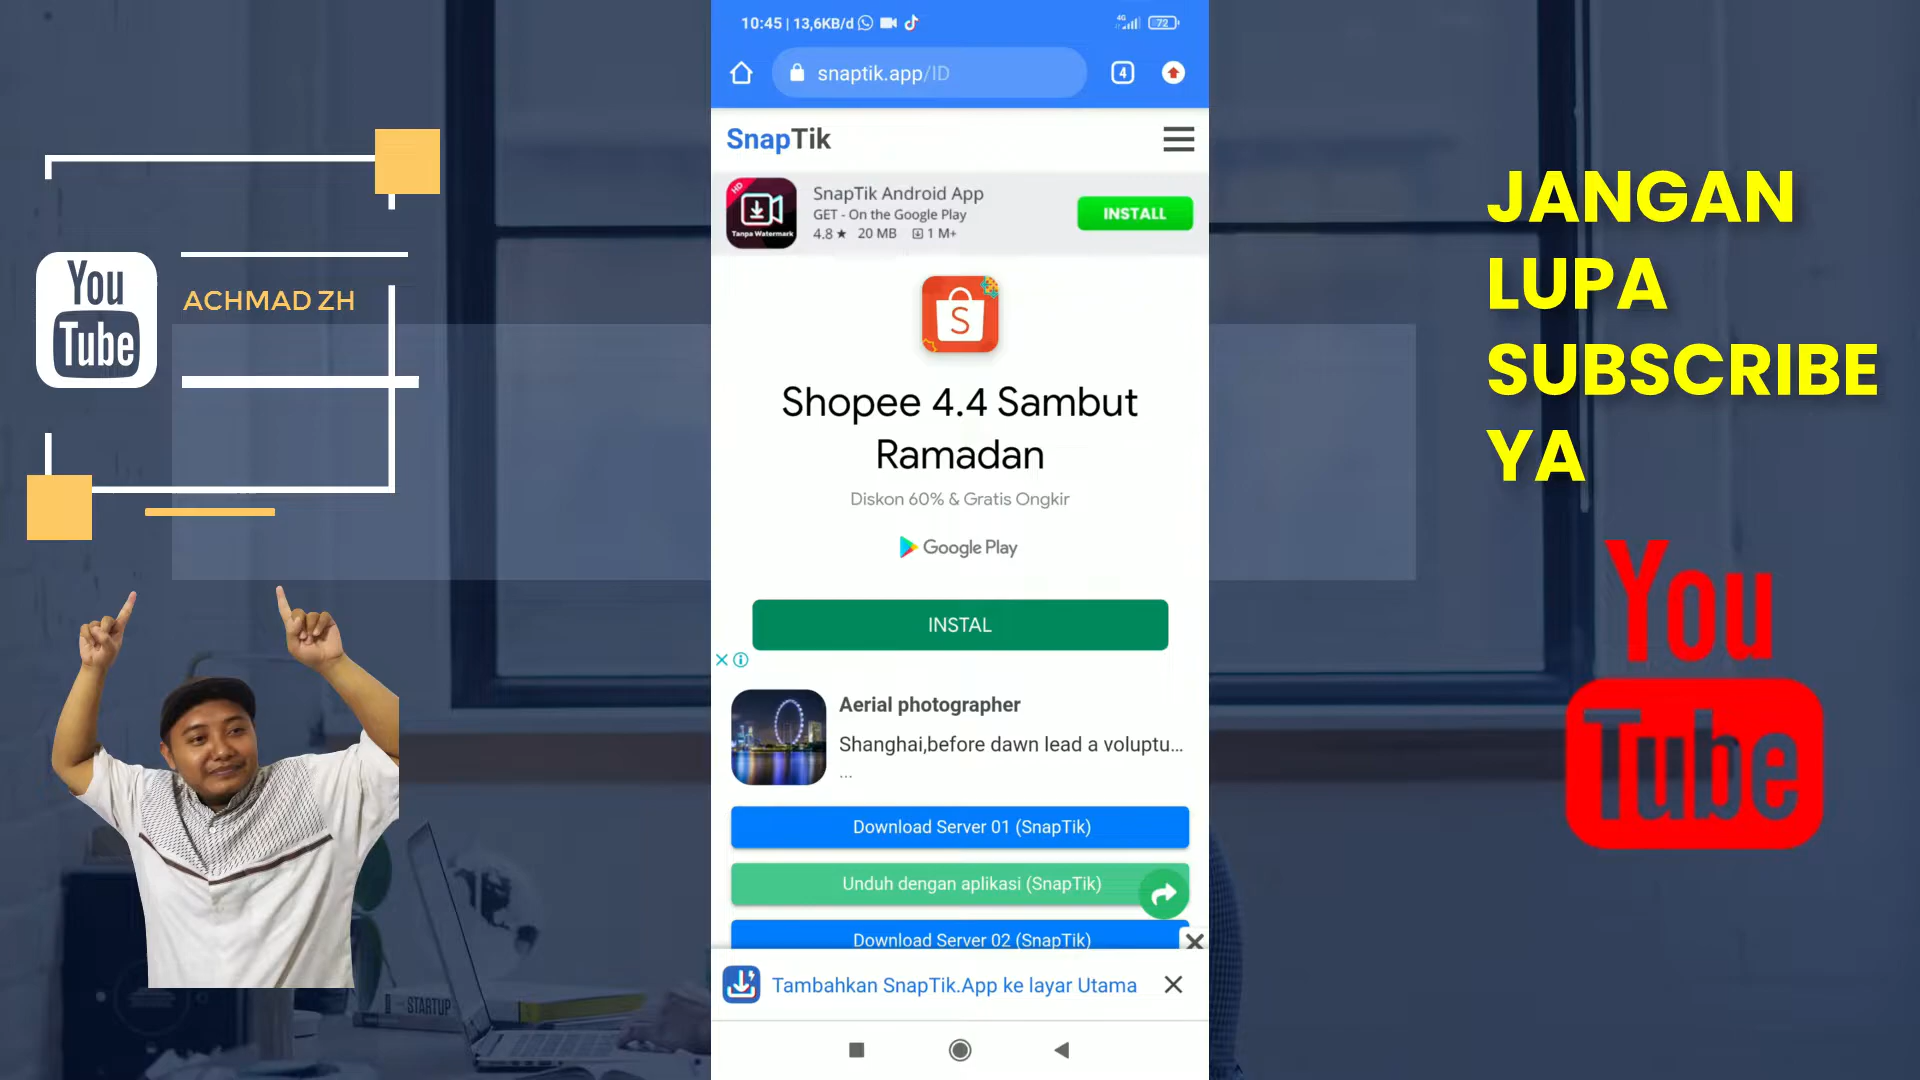 You
Tube
ACHMAD ZH
10:45 | 13,6KB/d
4G
72
snaptik.app/ID
4
SnapTik
HD
Tanpa Watermark
SnapTik Android App
GET - On the Google Play
4.8 ★ 20 MB 1 M+
INSTALL
S
Shopee 4.4 Sambut
Ramadan
Diskon 60% & Gratis Ongkir
Google Play
INSTAL
Aerial photographer
Shanghai,before dawn lead a voluptu...
...
Download Server 01 (SnapTik)
Unduh dengan aplikasi (SnapTik)
Download Server 02 (SnapTik)
Tambahkan SnapTik.App ke layar Utama
JANGAN
LUPA
SUBSCRIBE
YA
You
Tube
STARTUP